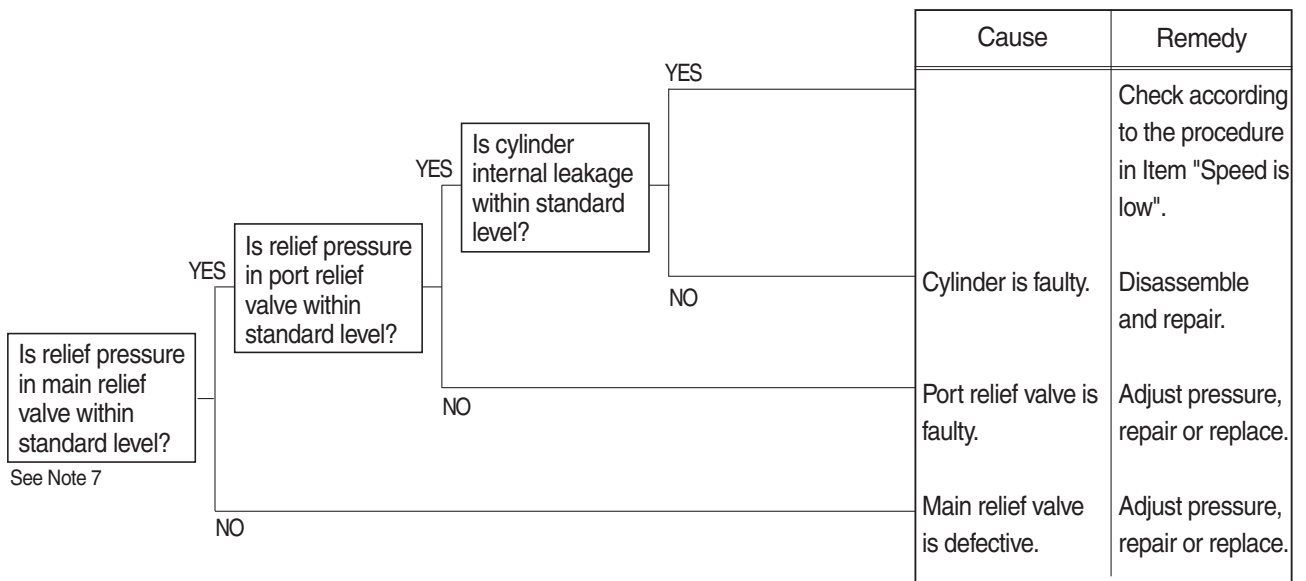 Cause
Remedy
YES
Check according
to the procedure
in Item "Speed is
low".
YES
Is cylinder
internal leakage
within standard
level?
NO
Cylinder is faulty.
Disassemble
and repair.
YES
Is relief pressure
in port relief
valve within
standard level?
NO
Port relief valve is
faulty.
Adjust pressure,
repair or replace.
Is relief pressure
in main relief
valve within
standard level?
See Note 7
NO
Main relief valve
is defective.
Adjust pressure,
repair or replace.